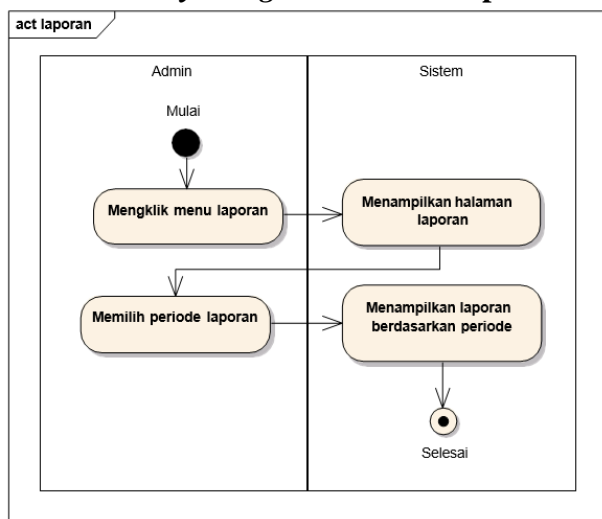 act laporan
Admin
Sistem
Mulai
Mengklik menu laporan
Menampilkan halaman
laporan
Memilih periode laporan
Menampilkan laporan
berdasarkan periode
Selesai